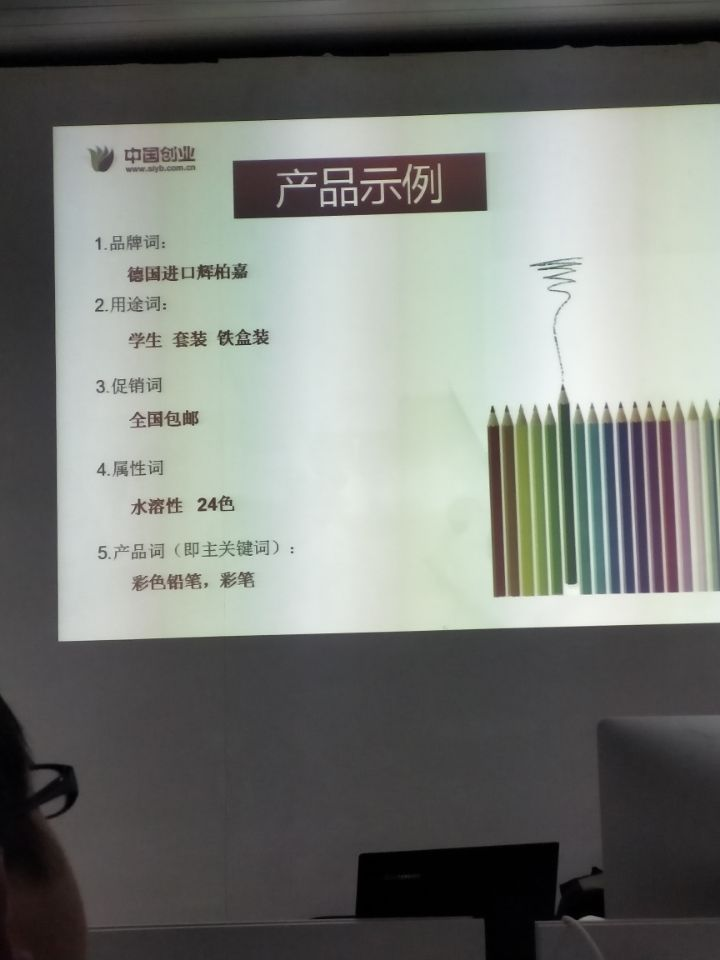 中国创业
www.siyb.com.cn
产品示例
1.品牌词：
德国进口辉柏嘉
2.用途词：
学生 套装 铁盒装
3.促销词
全国包邮
4.属性词
水溶性 24色
5.产品词（即主关键词）：
彩色铅笔，彩笔